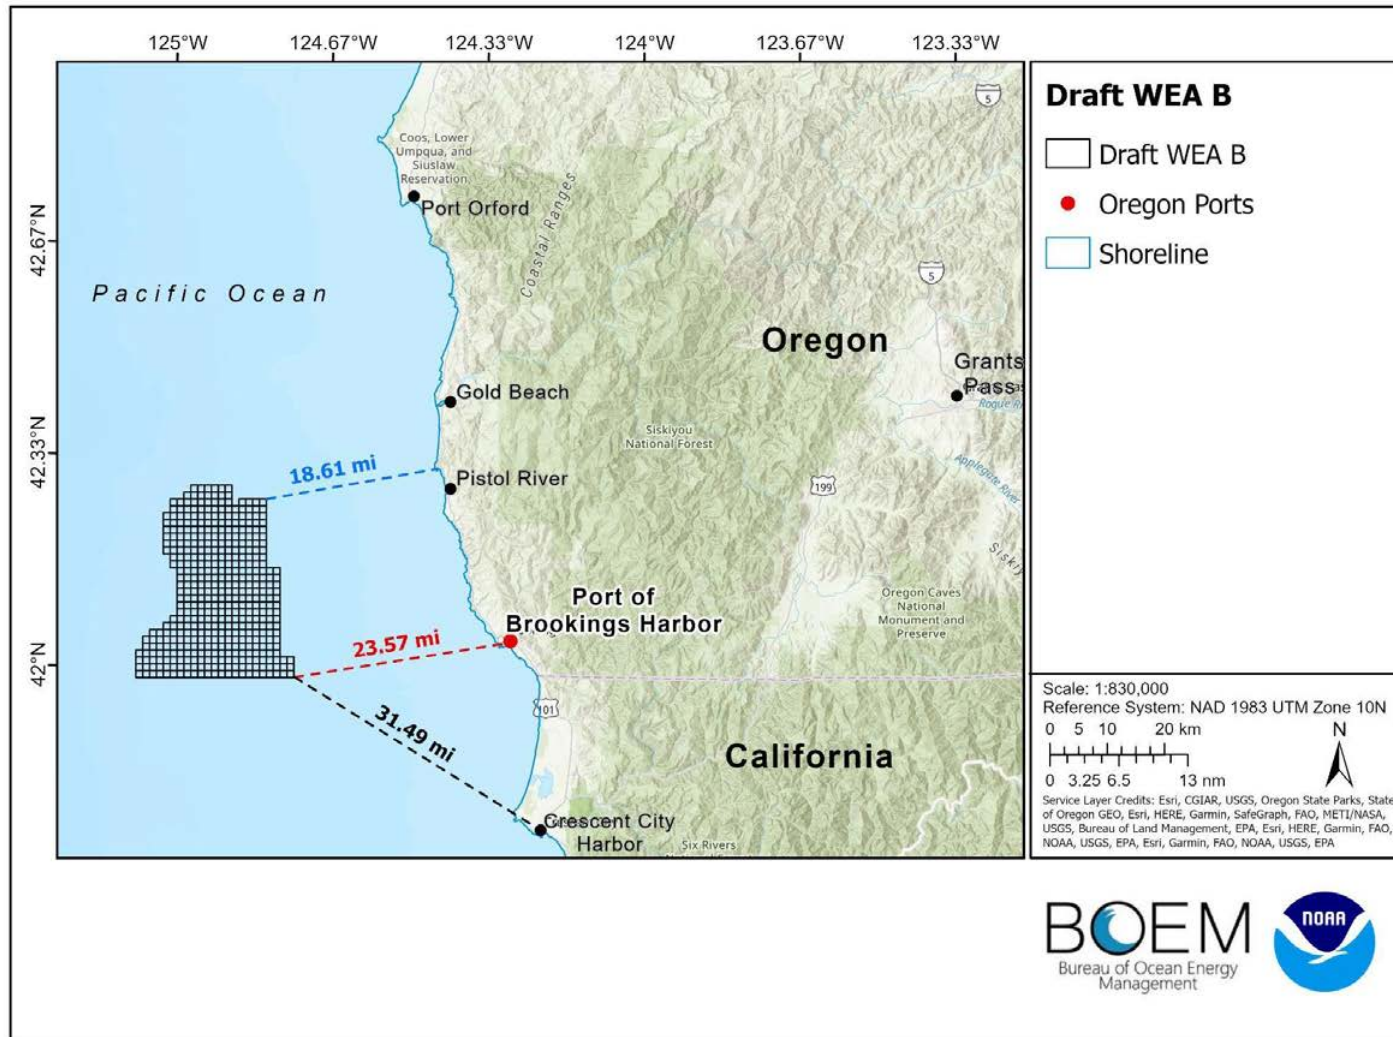 125°W
124.67°W
124.33°W
124°W
123.67°W
123.33°W
42.67°N
42.33°N
42°N
5
Coos, Lower
Umpqua, and
Siuslaw
Reservation
Port Orford
Coastal Ranges
Pacific Ocean
5
Oregon
Grants
Pass
Rogue R
Gold Beach
Siskiyou
National Forest
18.61 mi
Pistol River
199
Applegate River
Siskiy
Port of
Brookings Harbor
Oregon Caves
National
Monument and
Preserve
23.57 mi
101
31.49 mi
California
Crescent City
Harbor
Six Rivers
Draft WEA B
Draft WEA B
Oregon Ports
Shoreline
Scale: 1:830,000
Reference System: NAD 1983 UTM Zone 10N
0 5 10 20 km
N
0 3.25 6.5 13 nm
Service Layer Credits: Esri, CGIAR, USGS, Oregon State Parks, State
of Oregon GEO, Esri, HERE, Garmin, SafeGraph, FAO, METI/NASA,
USGS, Bureau of Land Management, EPA, Esri, HERE, Garmin, FAO,
NOAA, USGS, EPA, Esri, Garmin, FAO, NOAA, USGS, EPA
BOEM
Bureau of Ocean Energy
Management
NOAA